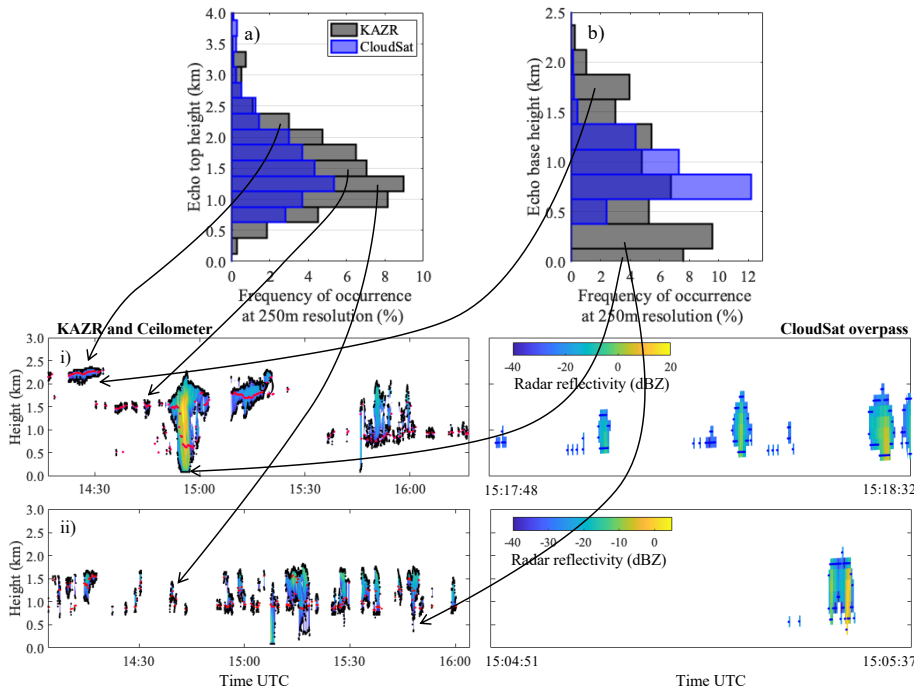 a)
KAZR
CloudSat
4.0
3.5
3.0
2.5
2.0
1.5
1.0
0.5
0.0
Echo top height (km)
0 2 4 6 8 10
Frequency of occurrence
at 250m resolution (%)
b)
2.5
2.0
1.5
1.0
0.5
0.0
Echo base height (km)
0 2 4 6 8 10 12
Frequency of occurrence
at 250m resolution (%)
KAZR and Ceilometer
CloudSat overpass
i)
3.0
2.5
2.0
1.5
1.0
0.5
0.0
Height (km)
14:30 15:00 15:30 16:00
-40 -20 0 20
Radar reflectivity (dBZ)
15:17:48 15:18:32
ii)
3.0
2.5
2.0
1.5
1.0
0.5
0.0
Height (km)
14:30 15:00 15:30 16:00
Time UTC
-40 -30 -20 -10 0
Radar reflectivity (dBZ)
15:04:51 15:05:37
Time UTC